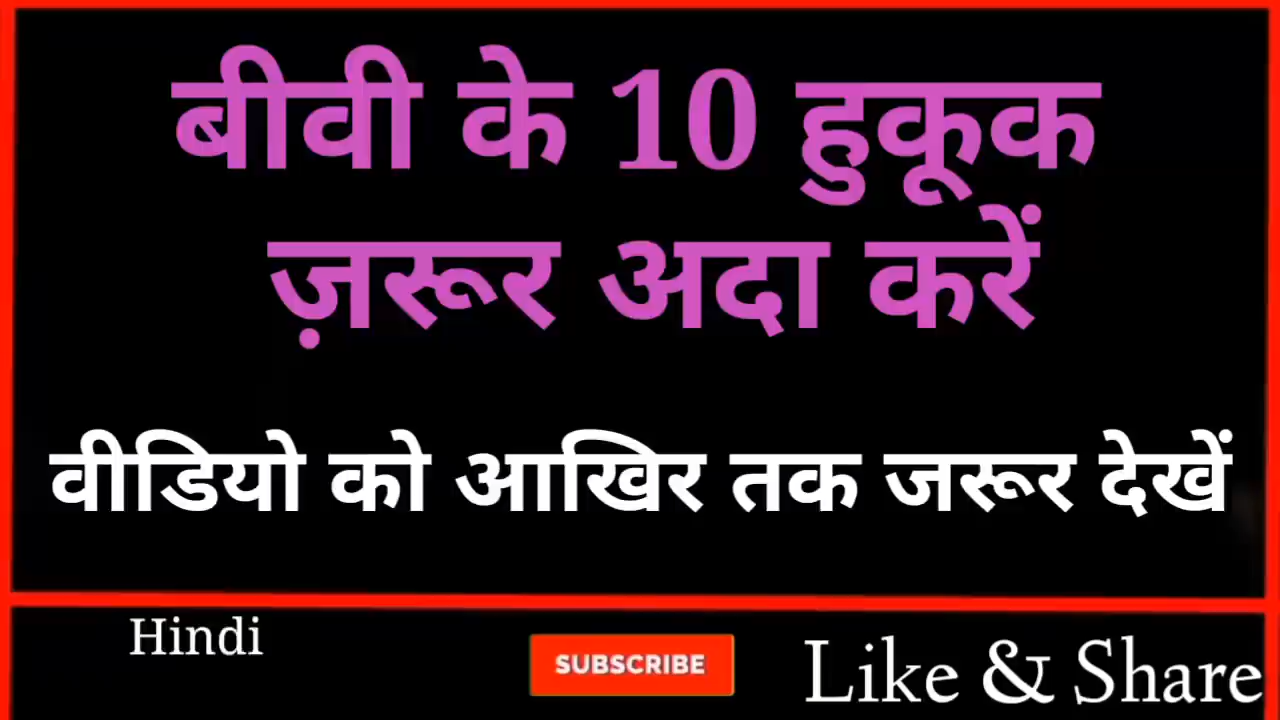 बीवी के 10 हुकूक
ज़रूर अदा करें
वीडियो को आखिर तक जरूर देखें
Hindi
SUBSCRIBE
Like & Share